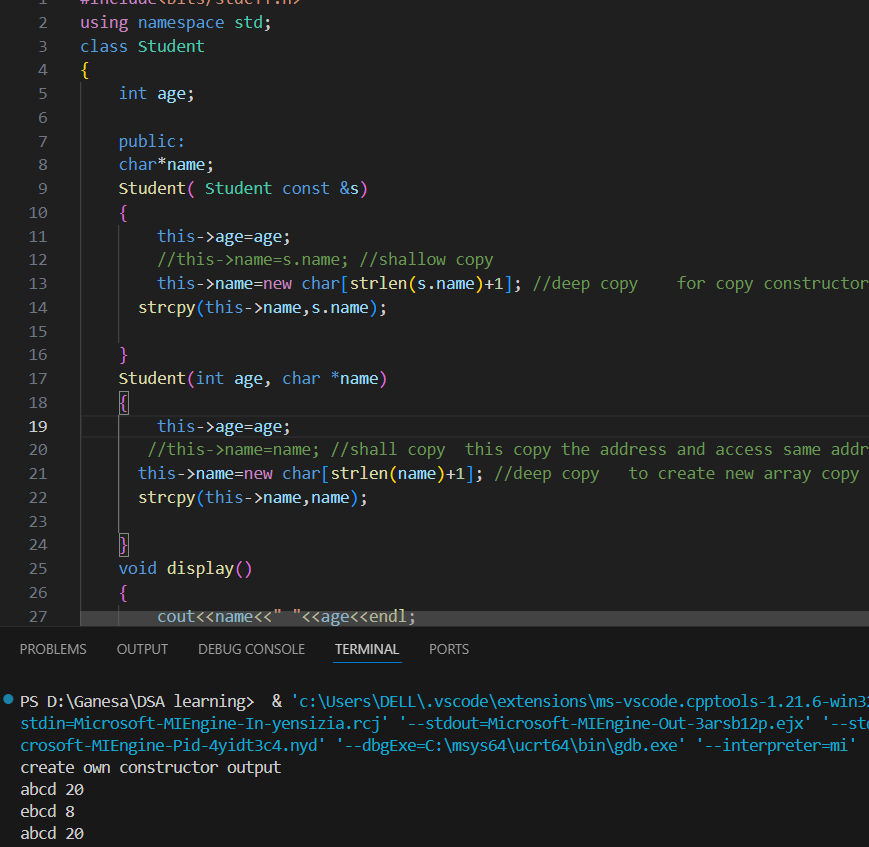 1 #include<bits/stdc++.h>
2 using namespace std;
3 class Student
4 {
5 int age;
6
7 public:
8 char*name;
9 Student( Student const &s)
10 {
11 this->age=age;
12 //this->name=s.name; //shallow copy
13 this->name=new char[strlen(s.name)+1]; //deep copy for copy constructor
14 strcpy(this->name,s.name);
15
16 }
17 Student(int age, char *name)
18 {
19 this->age=age;
20 //this->name=name; //shall copy this copy the address and access same addr
21 this->name=new char[strlen(name)+1]; //deep copy to create new array copy
22 strcpy(this->name,name);
23
24 }
25 void display()
26 {
27 cout<<name<<" "<<age<<endl;
PROBLEMS OUTPUT DEBUG CONSOLE TERMINAL PORTS
PS D:\Ganesa\DSA learning> & 'c:\Users\DELL\.vscode\extensions\ms-vscode.cpptools-1.21.6-win32
stdin=Microsoft-MIEngine-In-yensizia.rcj' '--stdout=Microsoft-MIEngine-Out-3arsb12p.ejx' '--std
crosoft-MIEngine-Pid-4yidt3c4.nyd' '--dbgExe=C:\msys64\ucrt64\bin\gdb.exe' '--interpreter=mi'
create own constructor output
abcd 20
ebcd 8
abcd 20